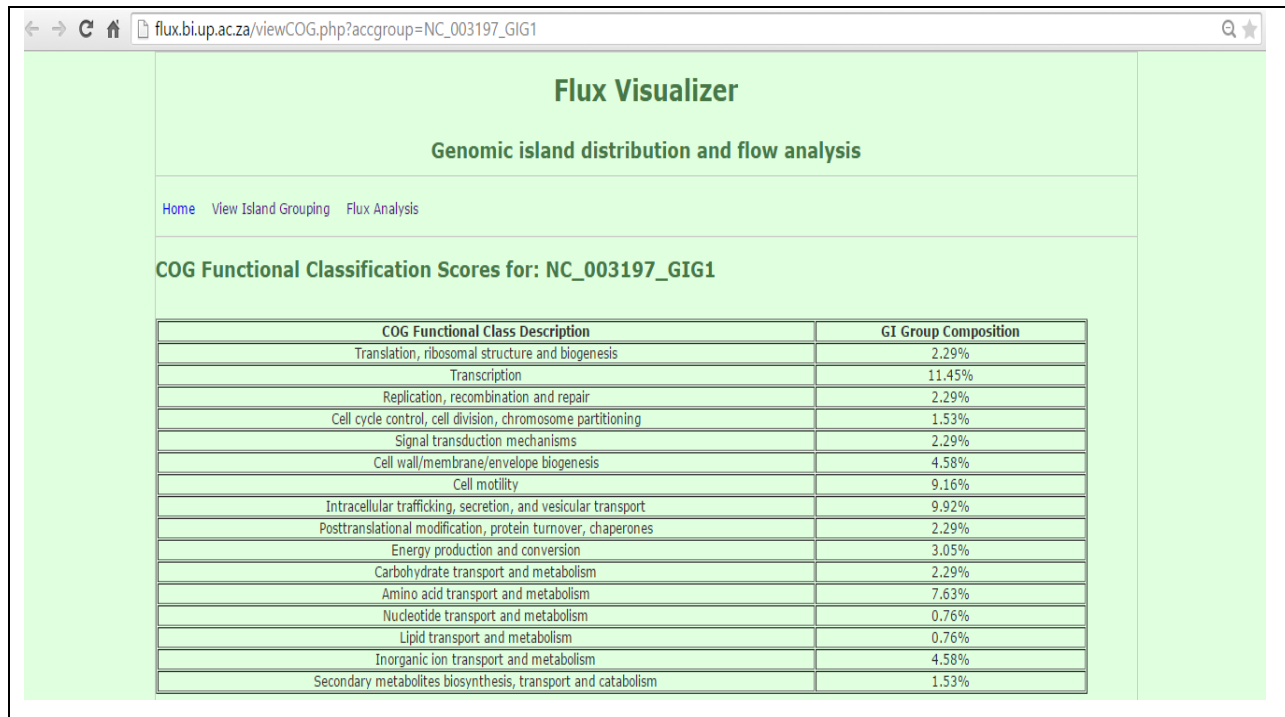 flux.bi.up.ac.za/viewCOG.php?accgroup=NC_003197_GIG1
Flux Visualizer
Genomic island distribution and flow analysis
Home View Island Grouping Flux Analysis
COG Functional Classification Scores for: NC_003197_GIG1
COG Functional Class Description GI Group Composition
Translation, ribosomal structure and biogenesis 2.29%
Transcription 11.45%
Replication, recombination and repair 2.29%
Cell cycle control, cell division, chromosome partitioning 1.53%
Signal transduction mechanisms 2.29%
Cell wall/membrane/envelope biogenesis 4.58%
Cell motility 9.16%
Intracellular trafficking, secretion, and vesicular transport 9.92%
Posttranslational modification, protein turnover, chaperones 2.29%
Energy production and conversion 3.05%
Carbohydrate transport and metabolism 2.29%
Amino acid transport and metabolism 7.63%
Nucleotide transport and metabolism 0.76%
Lipid transport and metabolism 0.76%
Inorganic ion transport and metabolism 4.58%
Secondary metabolites biosynthesis, transport and catabolism 1.53%